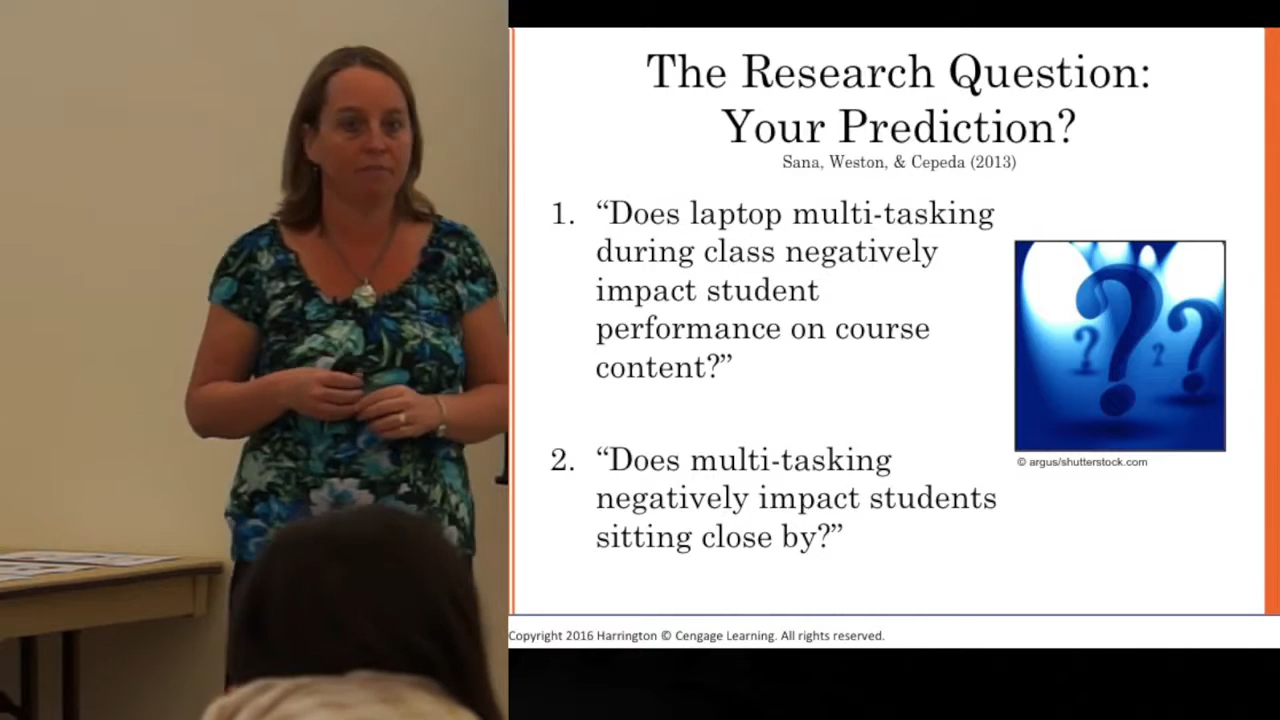 The Research Question:
Your Prediction?
Sana, Weston, & Cepeda (2013)
1. “Does laptop multi-tasking
during class negatively
impact student
performance on course
content?”
© argus/shutterstock.com
2. “Does multi-tasking
negatively impact students
sitting close by?”
Copyright 2016 Harrington © Cengage Learning. All rights reserved.